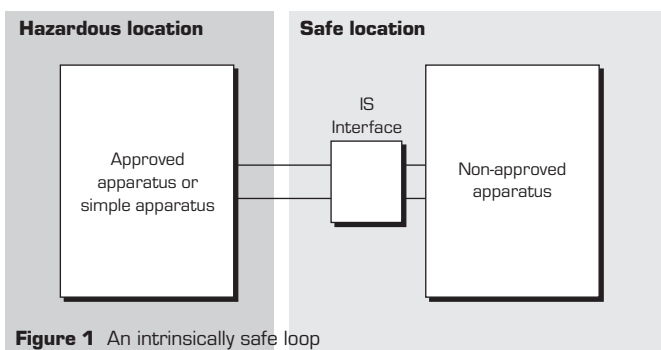 Hazardous location
Safe location
IS
Interface
Approved
apparatus or
simple apparatus
Non-approved
apparatus
Figure 1 An intrinsically safe loop